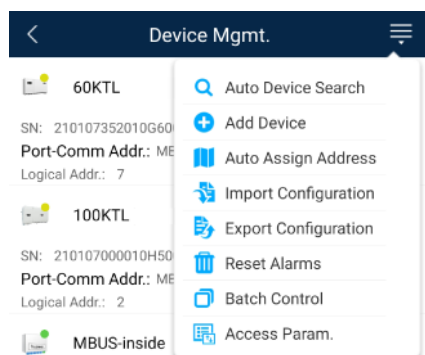 Device Mgmt.
60KTL
SN: 210107352010G60
Port-Comm Addr.: ME
Logical Addr.: 7
100KTL
SN: 210107000010H50
Port-Comm Addr.: ME
Logical Addr.: 2
MBUS-inside
Auto Device Search
Add Device
Auto Assign Address
Import Configuration
Export Configuration
Reset Alarms
Batch Control
Access Param.